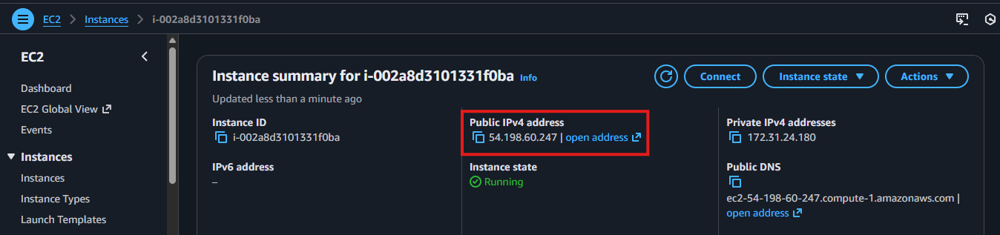 EC2 > Instances > i-002a8d3101331f0ba
EC2
Dashboard
EC2 Global View
Events
Instances
Instances
Instance Types
Launch Templates
Instance summary for i-002a8d3101331f0ba Info
Updated less than a minute ago
Connect
Instance state
Actions
Instance ID
i-002a8d3101331f0ba
Public IPv4 address
54.198.60.247 | open address
Private IPv4 addresses
172.31.24.180
IPv6 address
–
Instance state
Running
Public DNS
ec2-54-198-60-247.compute-1.amazonaws.com |
open address